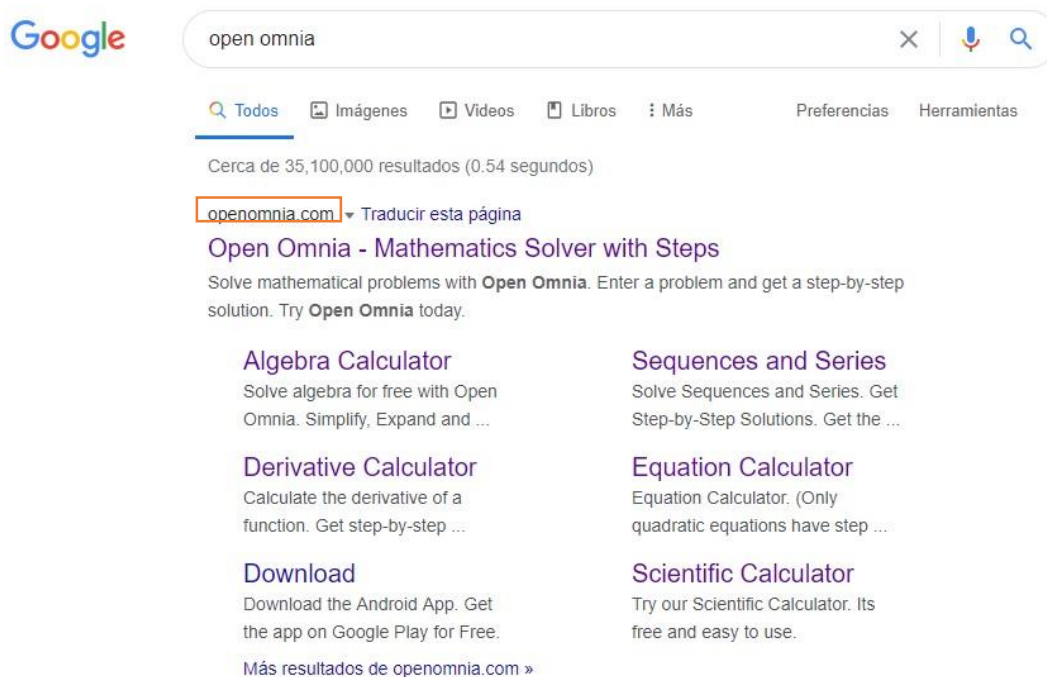 Google
open omnia
Todos Imágenes Videos Libros Más Preferencias Herramientas
Cerca de 35,100,000 resultados (0.54 segundos)
openomnia.com Traducir esta página
Open Omnia - Mathematics Solver with Steps
Solve mathematical problems with Open Omnia. Enter a problem and get a step-by-step
solution. Try Open Omnia today.
Algebra Calculator
Solve algebra for free with Open
Omnia. Simplify, Expand and ...
Sequences and Series
Solve Sequences and Series. Get
Step-by-Step Solutions. Get the ...
Derivative Calculator
Calculate the derivative of a
function. Get step-by-step ...
Equation Calculator
Equation Calculator. (Only
quadratic equations have step ...
Download
Download the Android App. Get
the app on Google Play for Free.
Scientific Calculator
Try our Scientific Calculator. Its
free and easy to use.
Más resultados de openomnia.com »